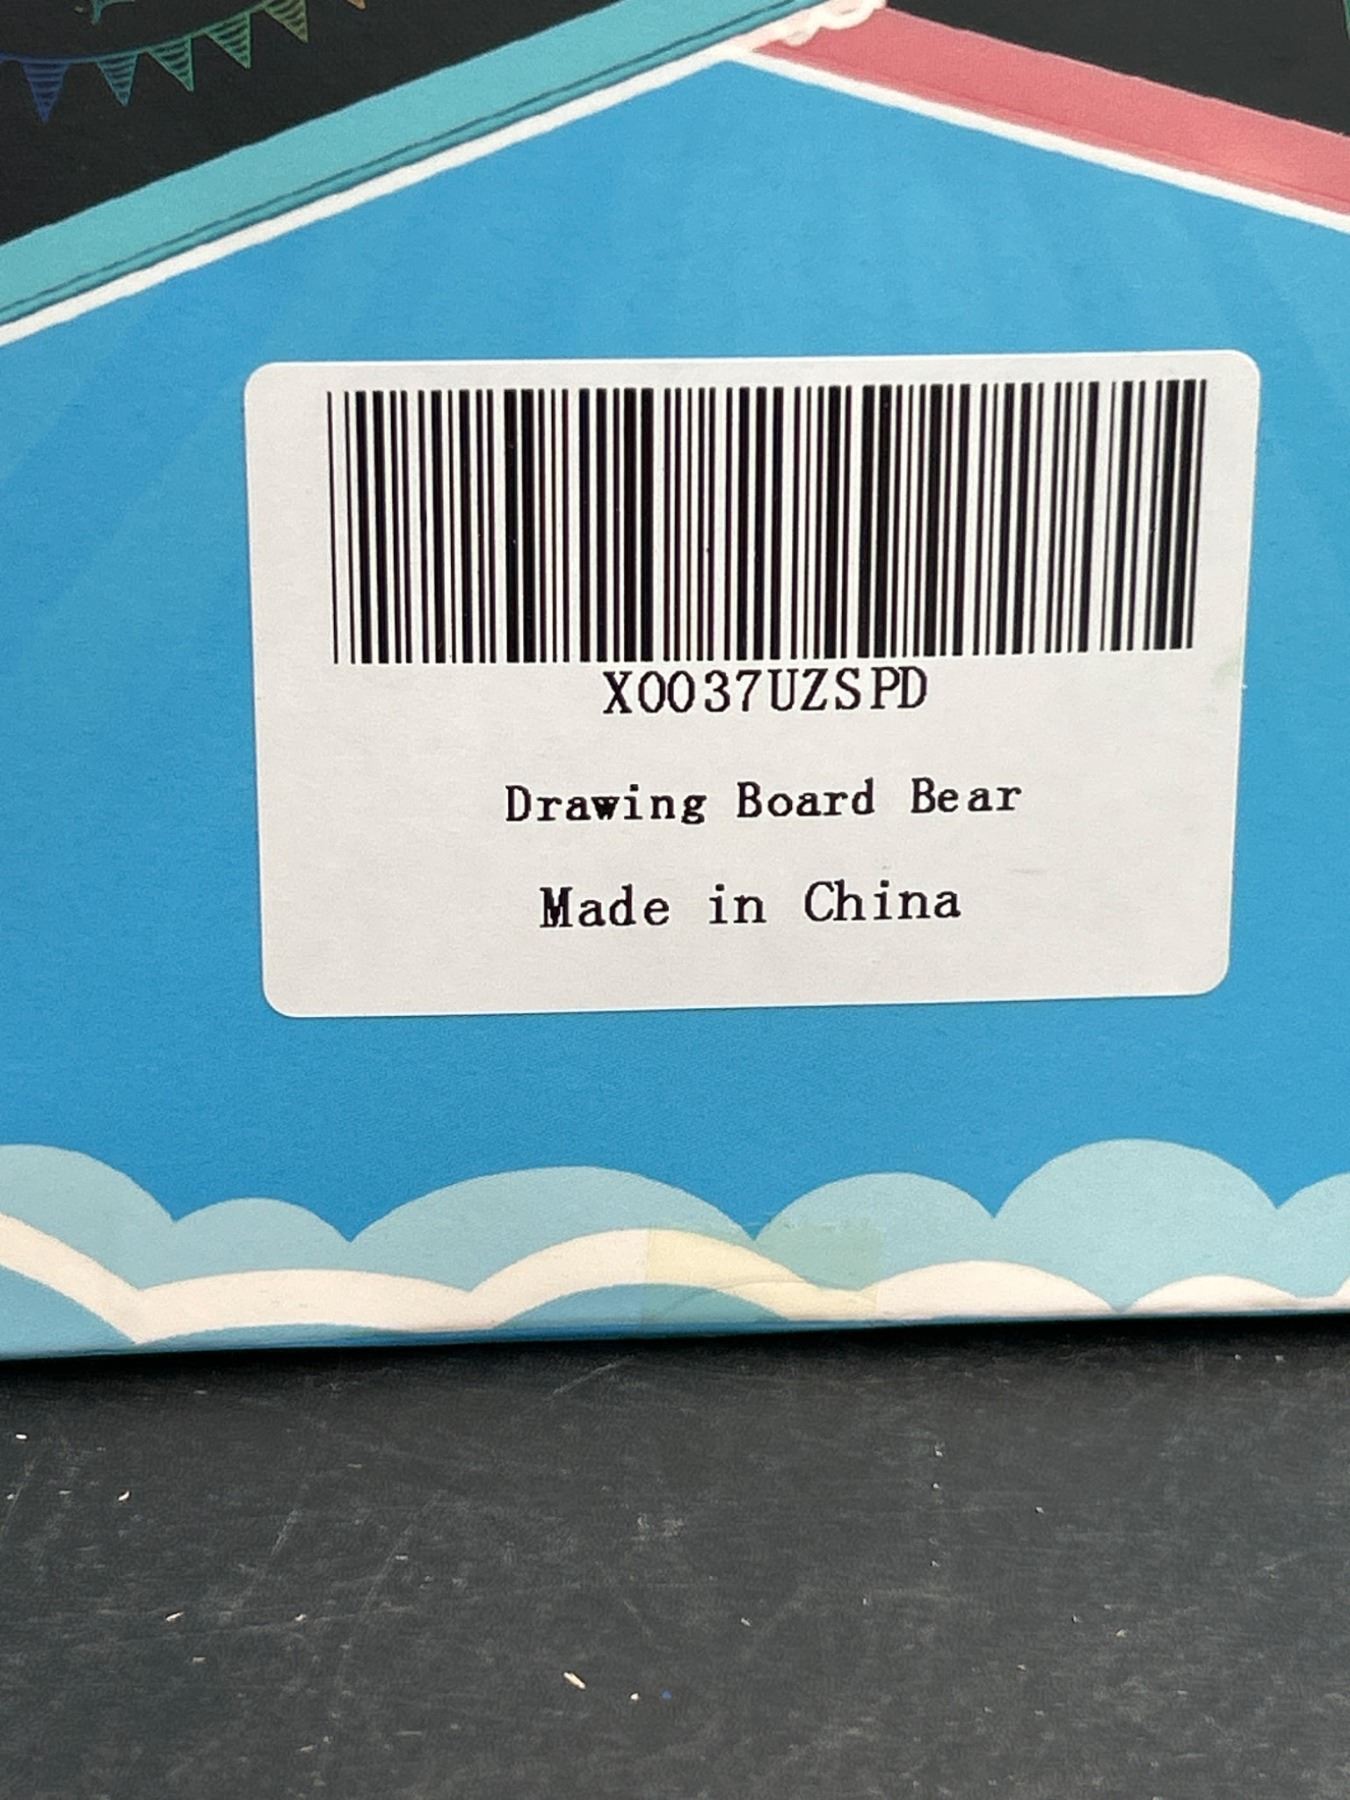 X0037UZSPD
Drawing Board Bear
Made in China